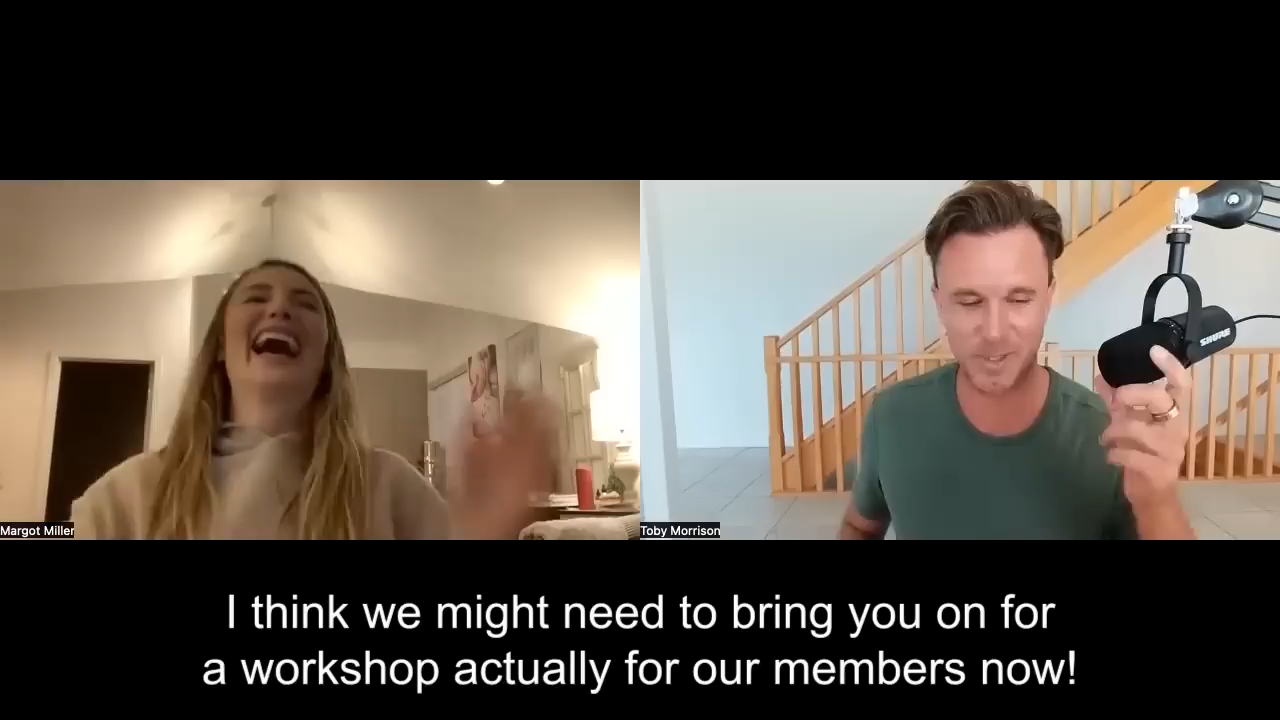 SHURE
Margot Miller
Toby Morrison
I think we might need to bring you on for
a workshop actually for our members now!